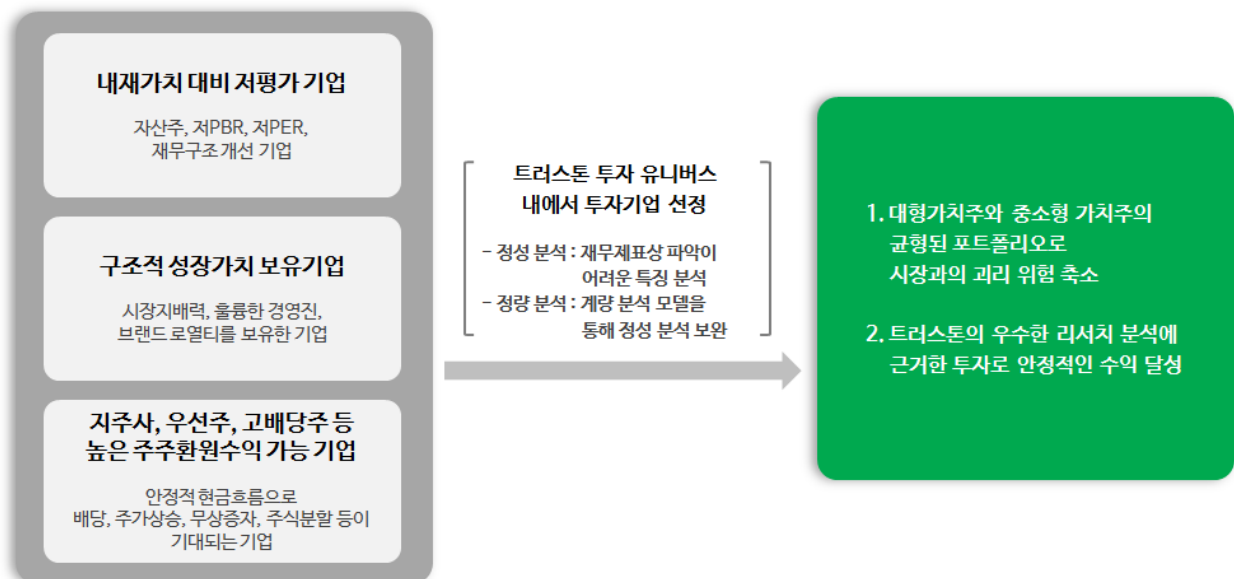 내재가치 대비 저평가 기업
자산주, 저PBR, 저PER,
재무구조 개선 기업
구조적 성장가치 보유기업
시장지배력, 훌륭한 경영진,
브랜드 로열티를 보유한 기업
지주사, 우선주, 고배당주 등
높은 주주환원수익 가능 기업
안정적 현금흐름으로
배당, 주가상승, 무상증자, 주식분할 등이
기대되는 기업
트러스톤 투자 유니버스
내에서 투자기업 선정
- 정성 분석 : 재무제표상 파악이
어려운 특징 분석
- 정량 분석 : 계량 분석 모델을
통해 정성 분석 보완
1. 대형가치주와 중소형 가치주의
균형된 포트폴리오로
시장과의 괴리 위험 축소
2. 트러스톤의 우수한 리서치 분석에
근거한 투자로 안정적인 수익 달성